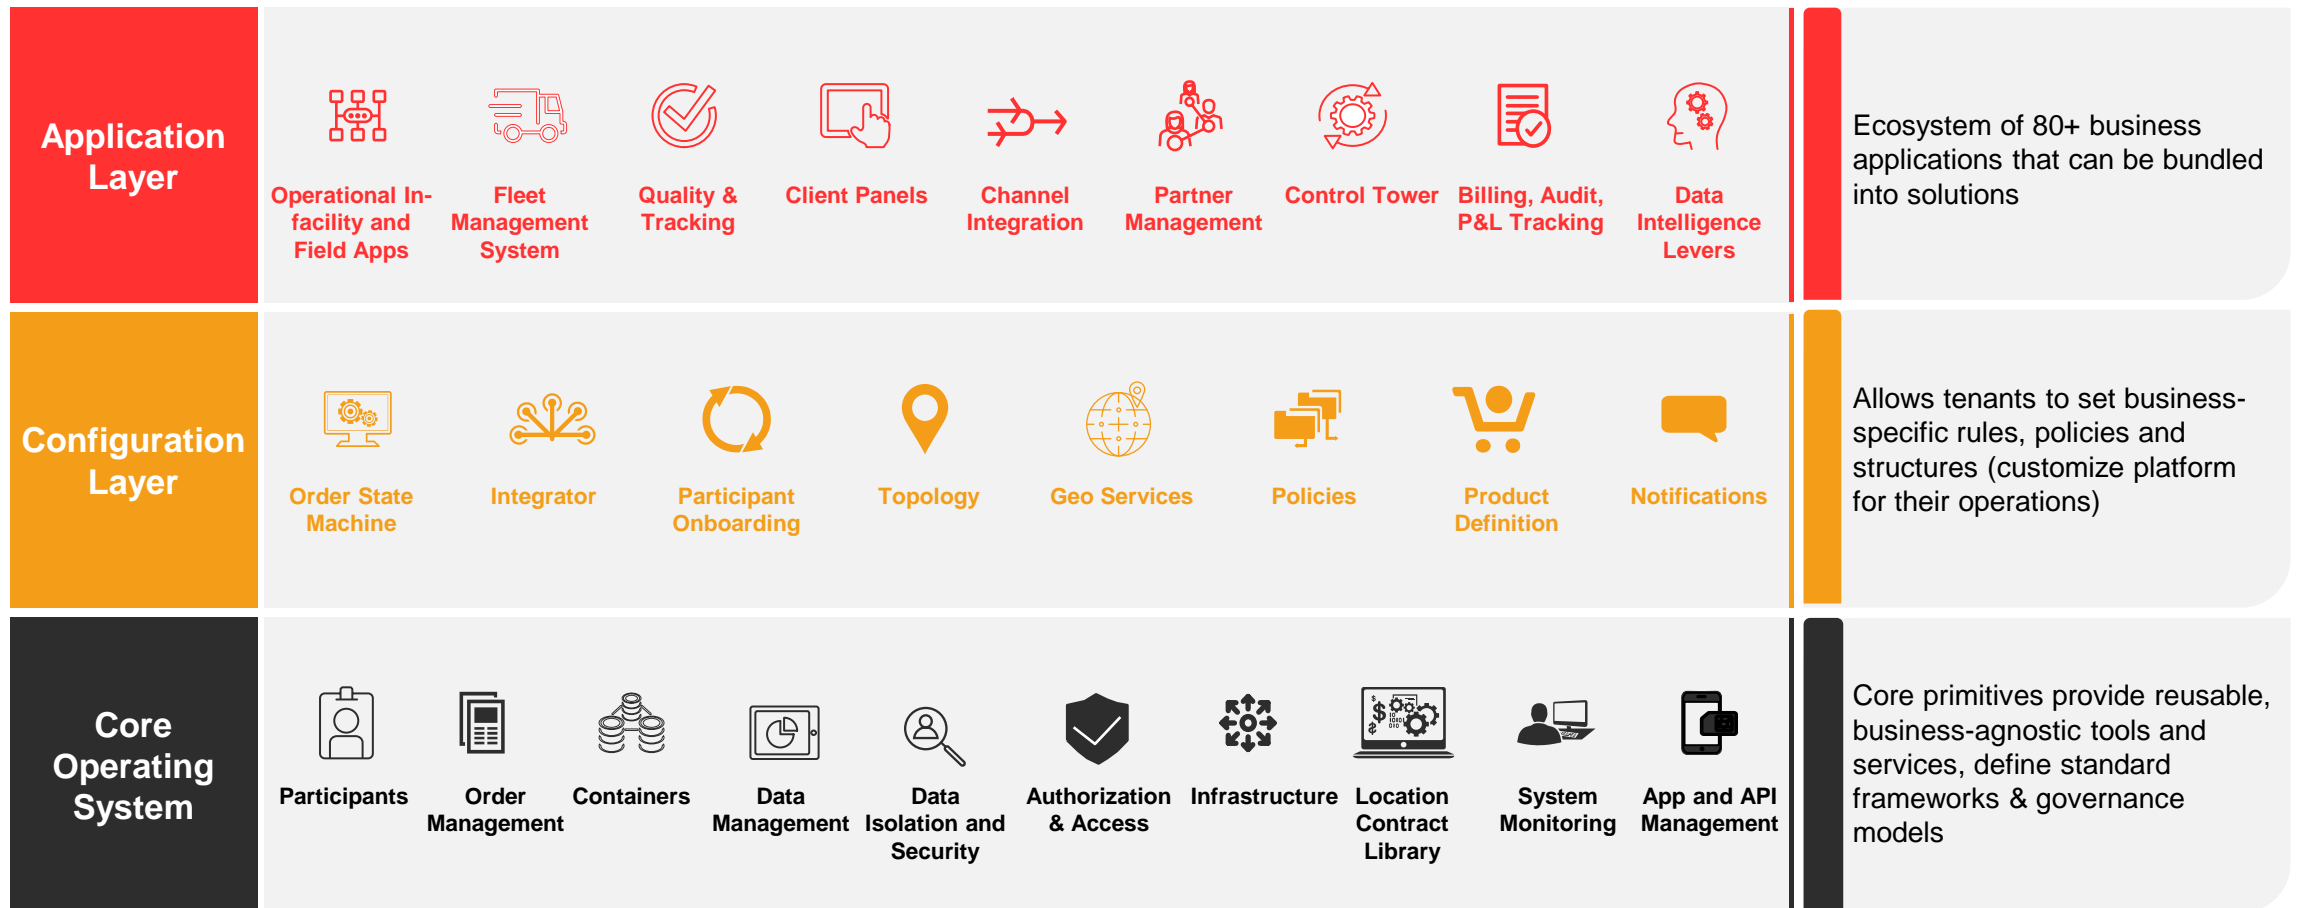 Application
Layer
Operational In-
facility and
Field Apps
Fleet
Management
System
Quality &
Tracking
Client Panels
Channel
Integration
Partner
Management
Control Tower
Billing, Audit,
P&L Tracking
Data
Intelligence
Levers
Ecosystem of 80+ business
applications that can be bundled
into solutions
Configuration
Layer
Order State
Machine
Integrator
Participant
Onboarding
Topology
Geo Services
Policies
Product
Definition
Notifications
Allows tenants to set business-
specific rules, policies and
structures (customize platform
for their operations)
Core
Operating
System
Participants
Order
Management
Containers
Data
Management
Data
Isolation and
Security
Authorization
& Access
Infrastructure
Location
Contract
Library
System
Monitoring
App and API
Management
Core primitives provide reusable,
business-agnostic tools and
services, define standard
frameworks & governance
models